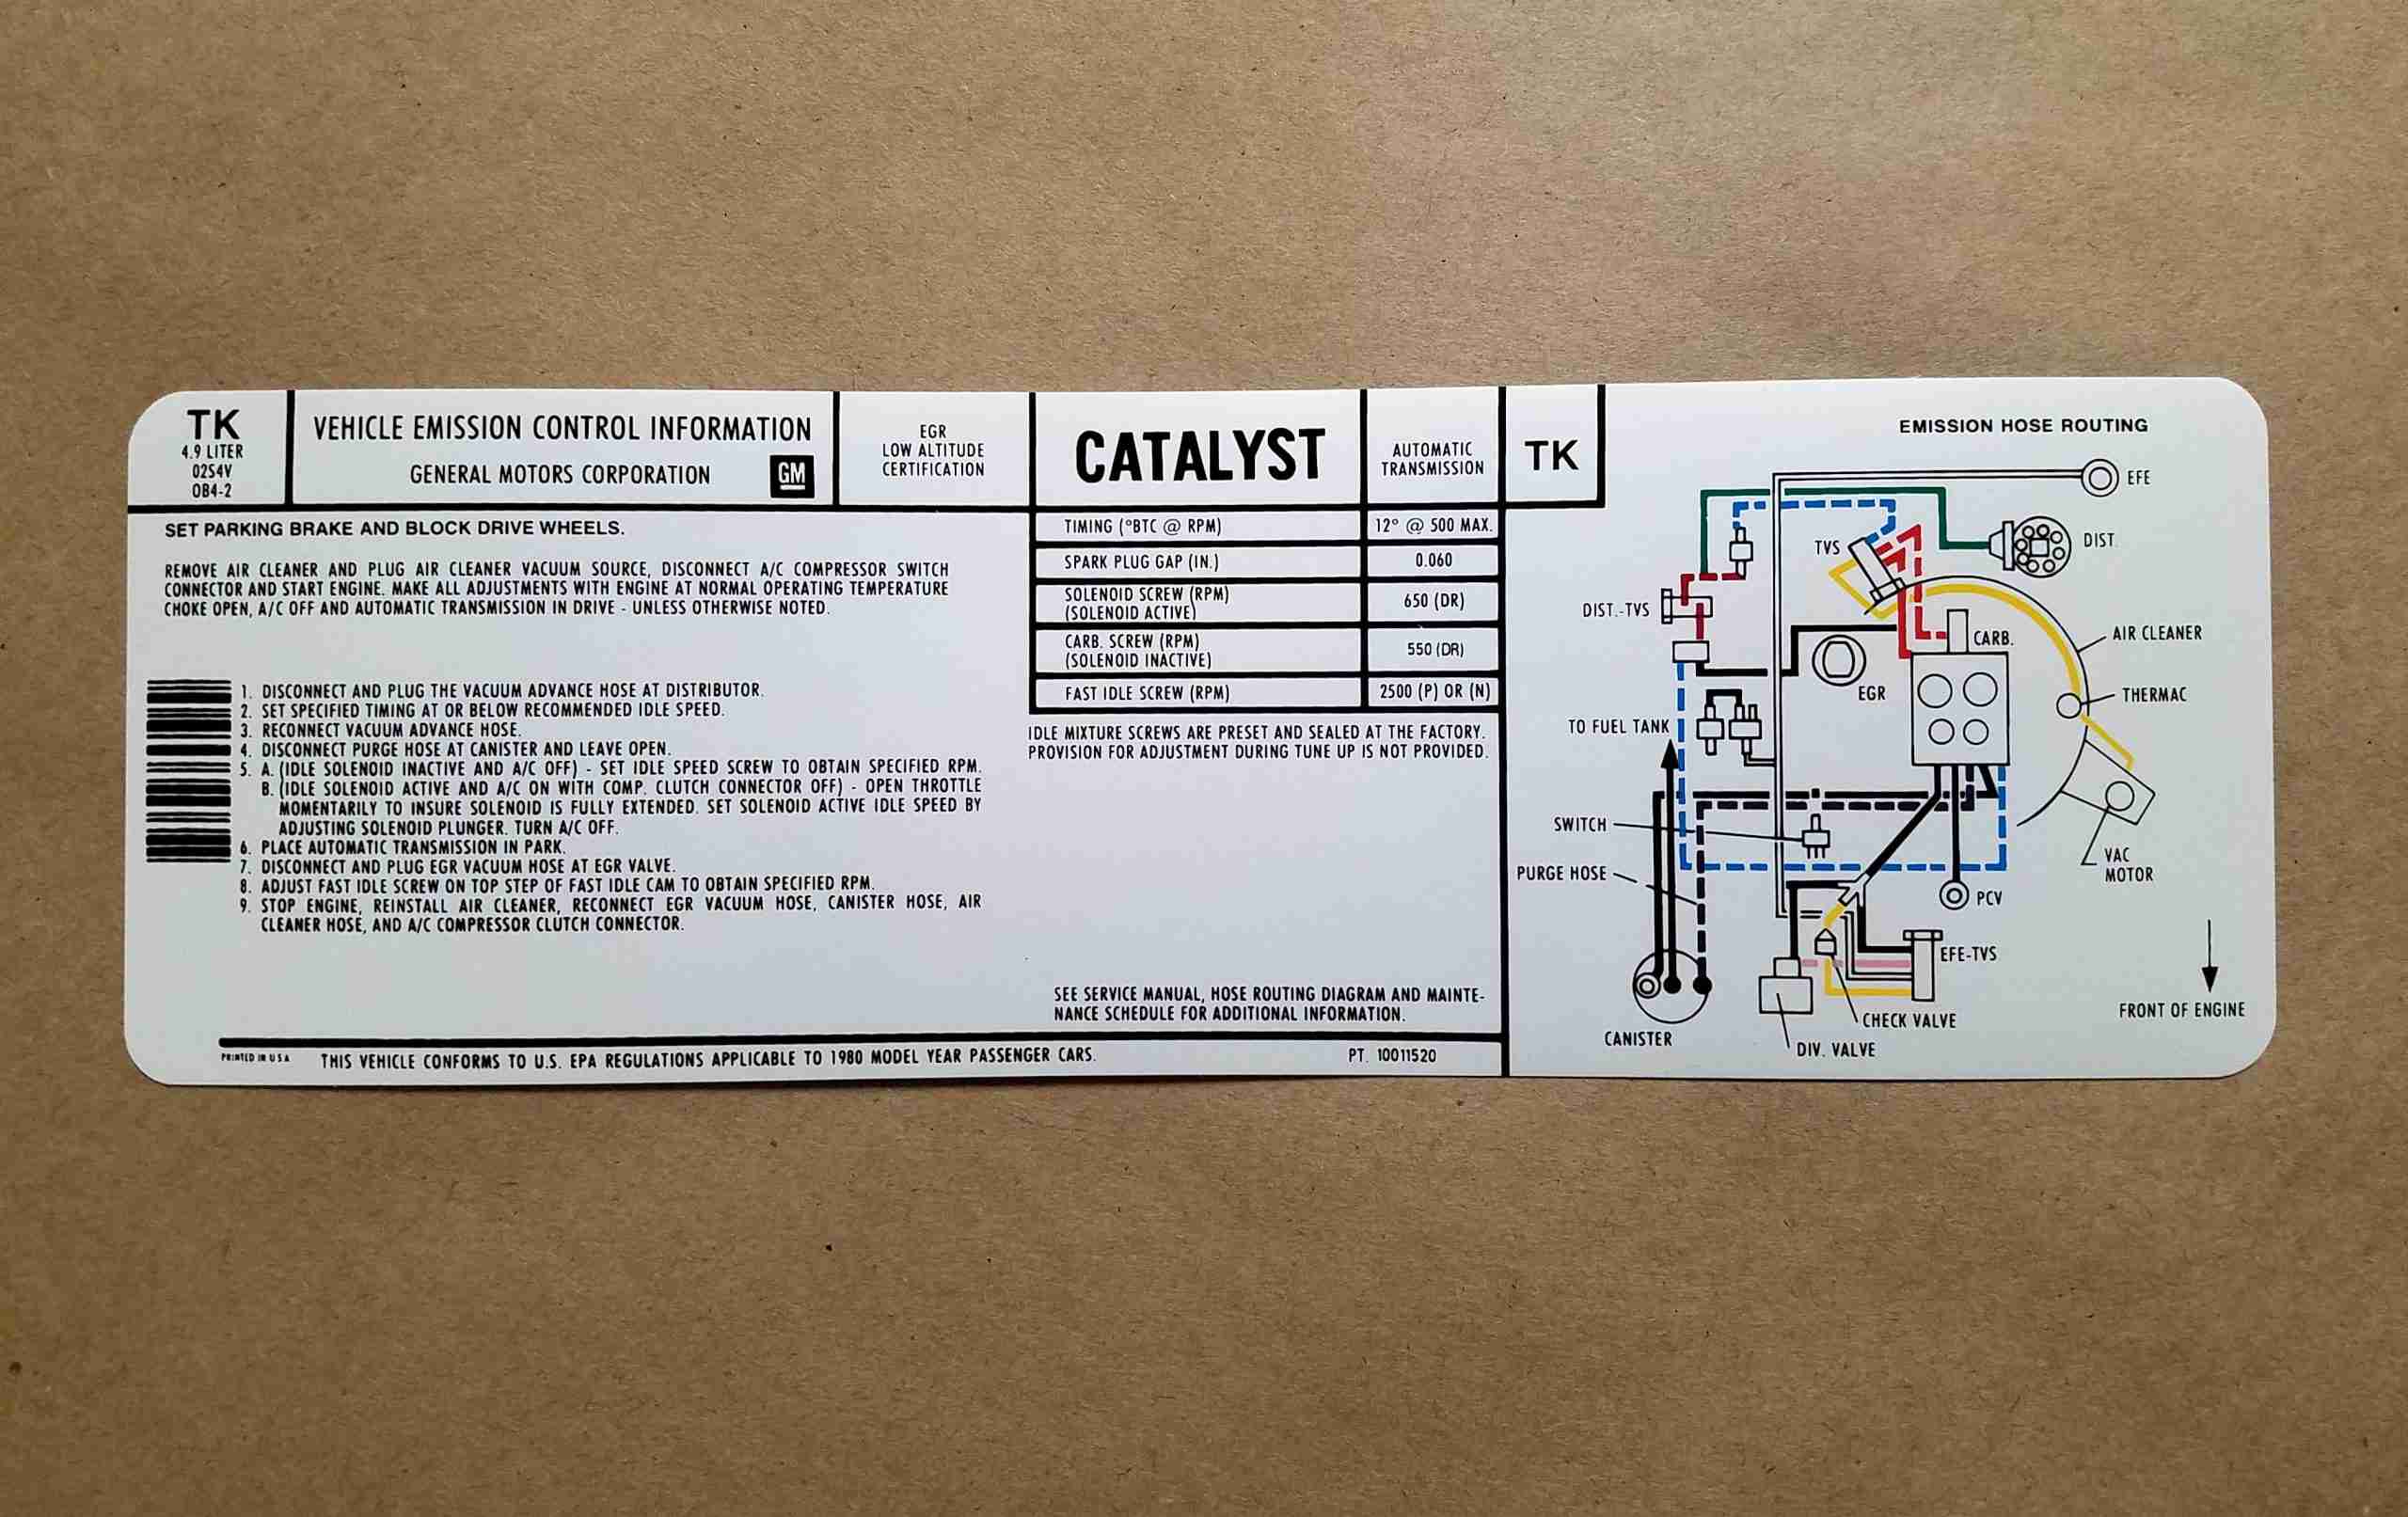 TK
4.9 LITER
02S4V
OB4-2
VEHICLE EMISSION CONTROL INFORMATION
GENERAL MOTORS CORPORATION
GM
EGR
LOW ALTITUDE
CERTIFICATION
CATALYST
AUTOMATIC
TRANSMISSION
TK
SET PARKING BRAKE AND BLOCK DRIVE WHEELS.
REMOVE AIR CLEANER AND PLUG AIR CLEANER VACUUM SOURCE, DISCONNECT A/C COMPRESSOR SWITCH
CONNECTOR AND START ENGINE. MAKE ALL ADJUSTMENTS WITH ENGINE AT NORMAL OPERATING TEMPERATURE
CHOKE OPEN, A/C OFF AND AUTOMATIC TRANSMISSION IN DRIVE - UNLESS OTHERWISE NOTED.
1. DISCONNECT AND PLUG THE VACUUM ADVANCE HOSE AT DISTRIBUTOR.
2. SET SPECIFIED TIMING AT OR BELOW RECOMMENDED IDLE SPEED.
3. RECONNECT VACUUM ADVANCE HOSE.
4. DISCONNECT PURGE HOSE AT CANISTER AND LEAVE OPEN.
5. A. (IDLE SOLENOID INACTIVE AND A/C OFF) - SET IDLE SPEED SCREW TO OBTAIN SPECIFIED RPM.
B. (IDLE SOLENOID ACTIVE AND A/C ON WITH COMP. CLUTCH CONNECTOR OFF) - OPEN THROTTLE
MOMENTARILY TO INSURE SOLENOID IS FULLY EXTENDED. SET SOLENOID ACTIVE IDLE SPEED BY
ADJUSTING SOLENOID PLUNGER. TURN A/C OFF.
6. PLACE AUTOMATIC TRANSMISSION IN PARK.
7. DISCONNECT AND PLUG EGR VACUUM HOSE AT EGR VALVE.
8. ADJUST FAST IDLE SCREW ON TOP STEP OF FAST IDLE CAM TO OBTAIN SPECIFIED RPM.
9. STOP ENGINE, REINSTALL AIR CLEANER, RECONNECT EGR VACUUM HOSE, CANISTER HOSE, AIR
CLEANER HOSE, AND A/C COMPRESSOR CLUTCH CONNECTOR.
TIMING (°BTC @ RPM) 12° @ 500 MAX.
SPARK PLUG GAP (IN.) 0.060
SOLENOID SCREW (RPM)
(SOLENOID ACTIVE) 650 (DR)
CARB. SCREW (RPM)
(SOLENOID INACTIVE) 550 (DR)
FAST IDLE SCREW (RPM) 2500 (P) OR (N)
IDLE MIXTURE SCREWS ARE PRESET AND SEALED AT THE FACTORY.
PROVISION FOR ADJUSTMENT DURING TUNE UP IS NOT PROVIDED.
SEE SERVICE MANUAL, HOSE ROUTING DIAGRAM AND MAINTE-
NANCE SCHEDULE FOR ADDITIONAL INFORMATION.
PRINTED IN USA
THIS VEHICLE CONFORMS TO U.S. EPA REGULATIONS APPLICABLE TO 1980 MODEL YEAR PASSENGER CARS.
PT. 10011520
EMISSION HOSE ROUTING
EFE
DIST.
TVS
DIST.-TVS
CARB.
AIR CLEANER
EGR
THERMAC
TO FUEL TANK
SWITCH
VAC
MOTOR
PURGE HOSE
PCV
EFE-TVS
FRONT OF ENGINE
CHECK VALVE
CANISTER
DIV. VALVE